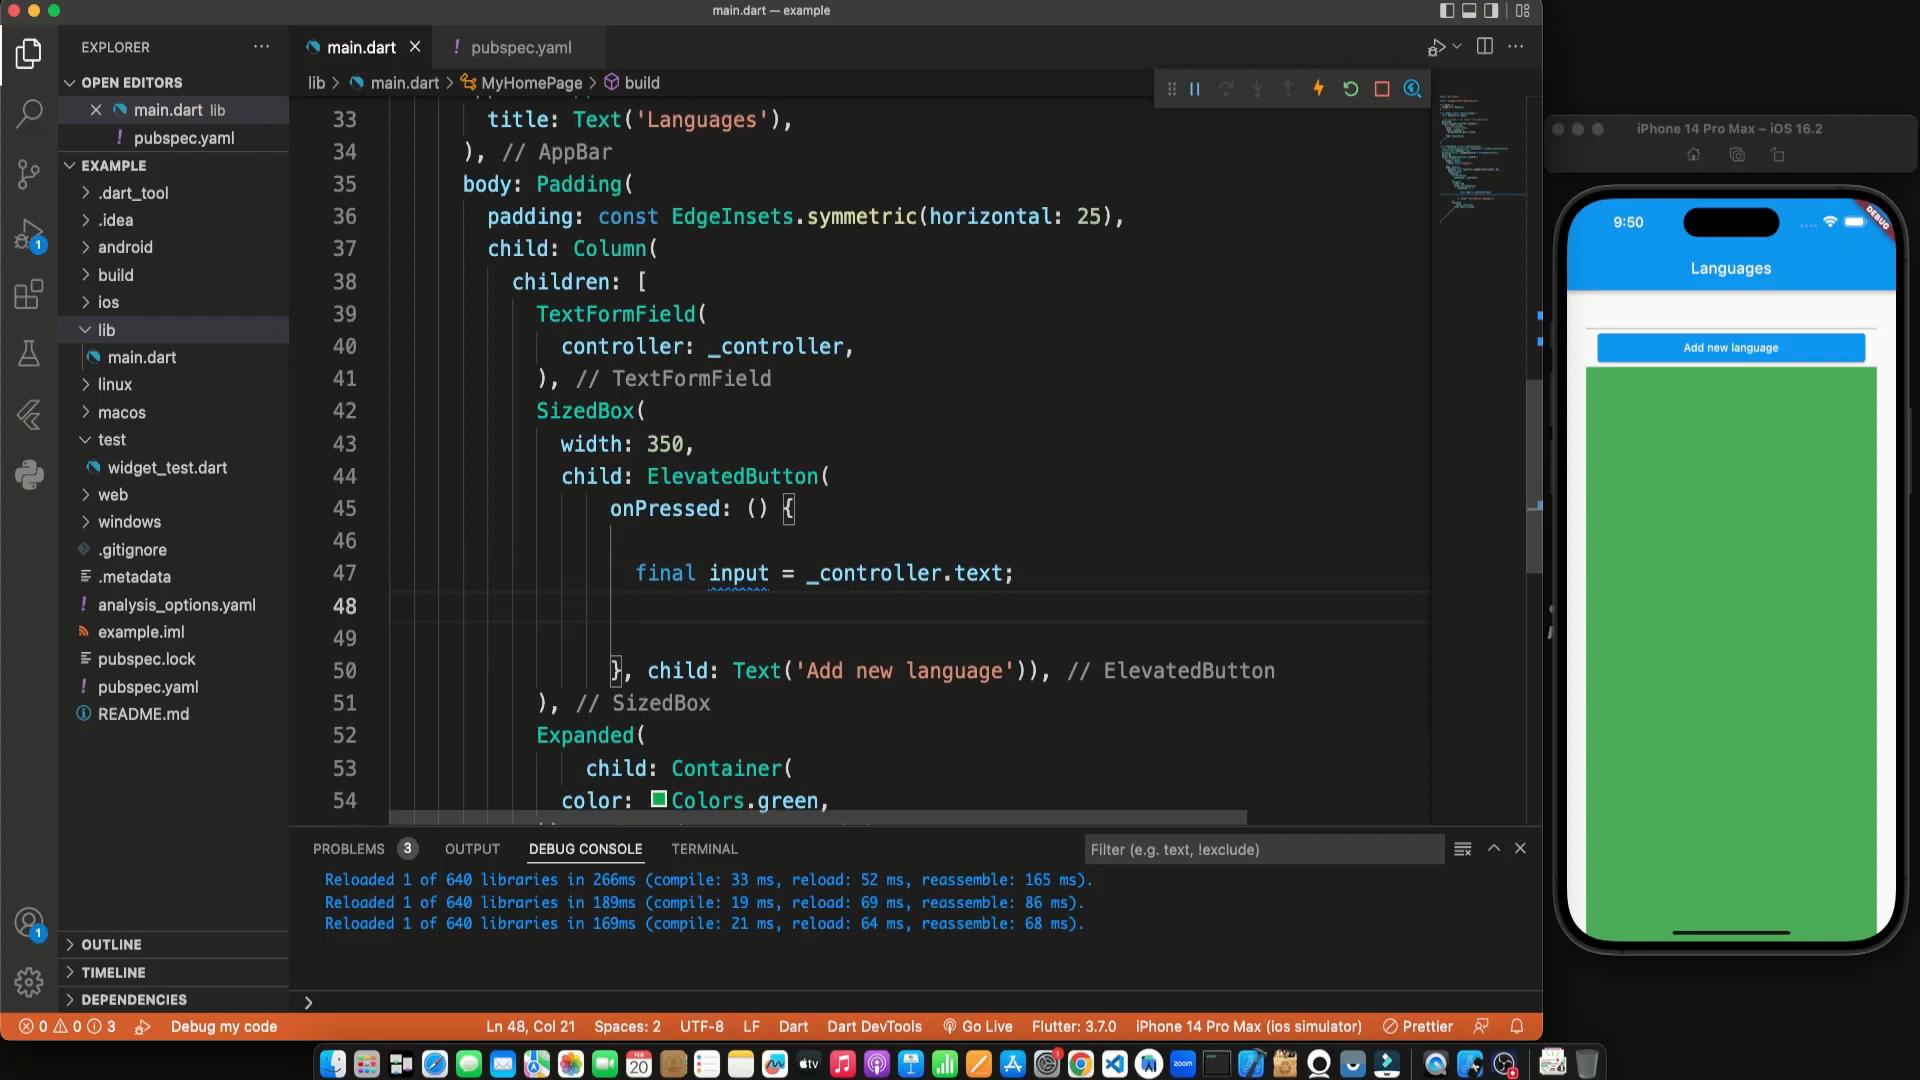 main.dart — example
EXPLORER
OPEN EDITORS
main.dart lib
! pubspec.yaml
EXAMPLE
.dart_tool
.idea
android
build
ios
lib
main.dart
linux
macos
test
widget_test.dart
web
windows
.gitignore
.metadata
! analysis_options.yaml
example.iml
pubspec.lock
! pubspec.yaml
README.md
OUTLINE
TIMELINE
DEPENDENCIES
1
1
main.dart
! pubspec.yaml
lib > main.dart > MyHomePage > build
33 title: Text('Languages'),
34 ), // AppBar
35 body: Padding(
36 padding: const EdgeInsets.symmetric(horizontal: 25),
37 child: Column(
38 children: [
39 TextFormField(
40 controller: _controller,
41 ), // TextFormField
42 SizedBox(
43 width: 350,
44 child: ElevatedButton(
45 onPressed: () {
46
47 final input = _controller.text;
48
49
50 }, child: Text('Add new language')), // ElevatedButton
51 ), // SizedBox
52 Expanded(
53 child: Container(
54 color: Colors.green,
PROBLEMS 3 OUTPUT DEBUG CONSOLE TERMINAL
Filter (e.g. text, !exclude)
Reloaded 1 of 640 libraries in 266ms (compile: 33 ms, reload: 52 ms, reassemble: 165 ms).
Reloaded 1 of 640 libraries in 189ms (compile: 19 ms, reload: 69 ms, reassemble: 86 ms).
Reloaded 1 of 640 libraries in 169ms (compile: 21 ms, reload: 64 ms, reassemble: 68 ms).
0 0 3 Debug my code Ln 48, Col 21 Spaces: 2 UTF-8 LF Dart Dart DevTools Go Live Flutter: 3.7.0 iPhone 14 Pro Max (ios simulator) Prettier
iPhone 14 Pro Max – iOS 16.2
9:50
DEBUG
Languages
Add new language
20
tv
zoom
1